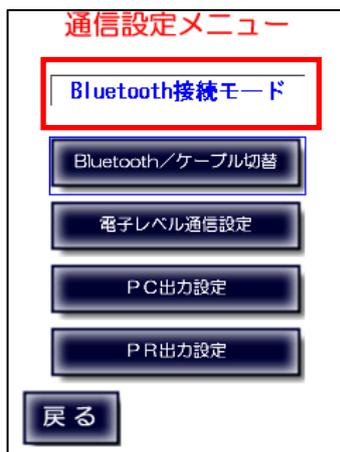 通信設定メニュー
Bluetooth接続モード
Bluetooth／ケーブル切替
電子レベル通信設定
ＰＣ出力設定
ＰＲ出力設定
戻る